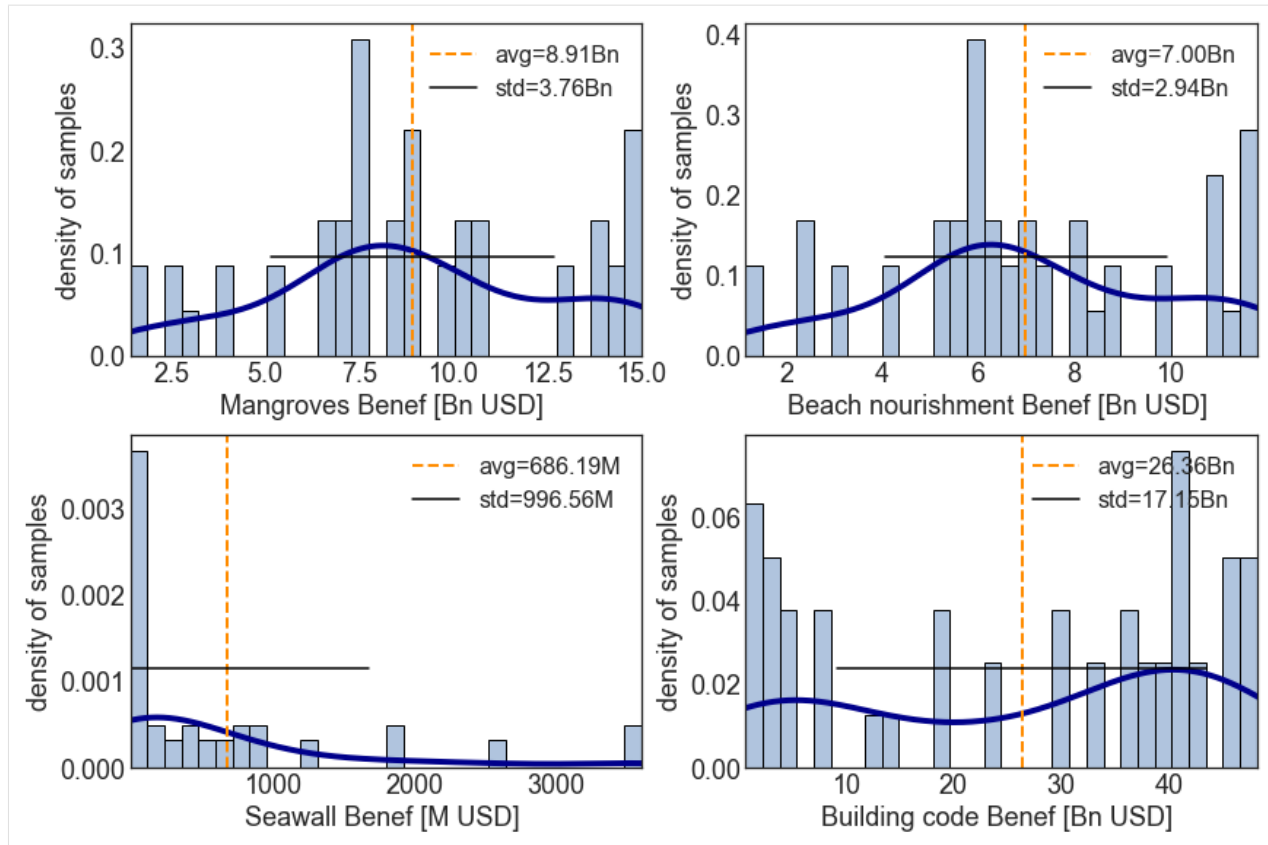 avg=8.91Bn
std=3.76Bn
density of samples
0.3
0.2
0.1
0.0
2.5 5.0 7.5 10.0 12.5 15.0
Mangroves Benef [Bn USD]
avg=7.00Bn
std=2.94Bn
density of samples
0.4
0.3
0.2
0.1
0.0
2 4 6 8 10
Beach nourishment Benef [Bn USD]
avg=686.19M
std=996.56M
density of samples
0.003
0.002
0.001
0.000
1000 2000 3000
Seawall Benef [M USD]
avg=26.36Bn
std=17.15Bn
density of samples
0.06
0.04
0.02
0.00
10 20 30 40
Building code Benef [Bn USD]